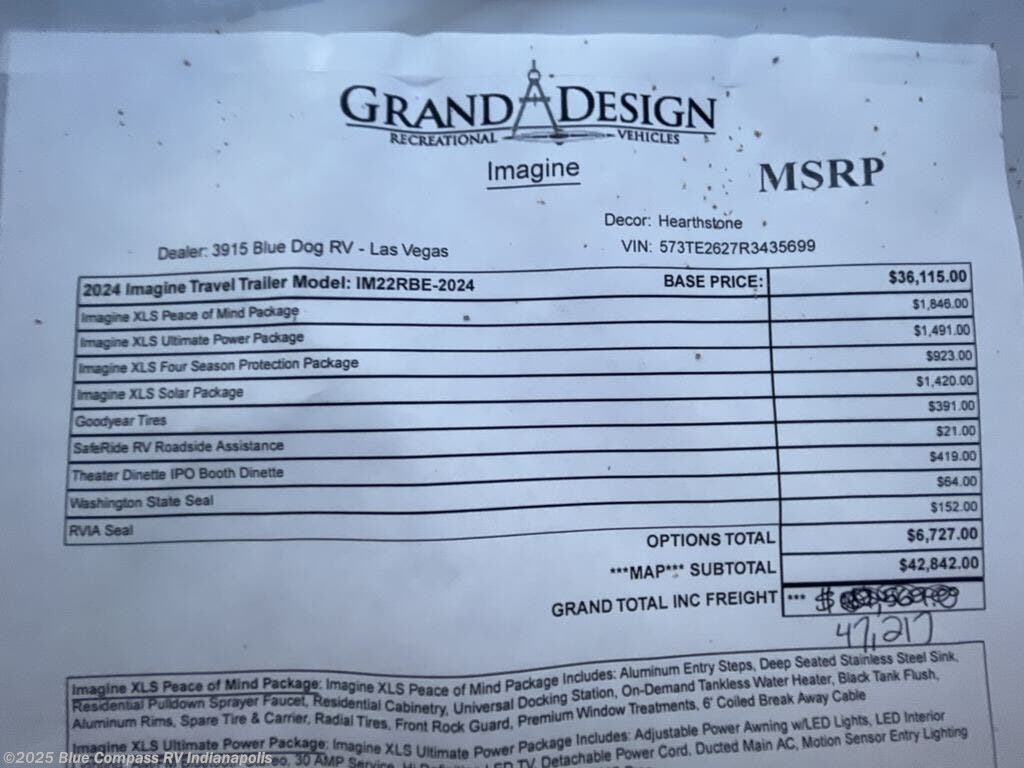 GRAND DESIGN
RECREATIONAL VEHICLES
Imagine
MSRP
Decor: Hearthstone
Dealer: 3915 Blue Dog RV - Las Vegas
VIN: 573TE2627R3435699
2024 Imagine Travel Trailer Model: IM22RBE-2024 BASE PRICE: $36,115.00
Imagine XLS Peace of Mind Package $1,846.00
Imagine XLS Ultimate Power Package $1,491.00
Imagine XLS Four Season Protection Package $923.00
Imagine XLS Solar Package $1,420.00
Goodyear Tires $391.00
SafeRide RV Roadside Assistance $21.00
Theater Dinette IPO Booth Dinette $419.00
Washington State Seal $64.00
RVIA Seal $152.00
OPTIONS TOTAL $6,727.00
***MAP*** SUBTOTAL $42,842.00
GRAND TOTAL INC FREIGHT *** $
47,217
Imagine XLS Peace of Mind Package: Imagine XLS Peace of Mind Package Includes: Aluminum Entry Steps, Deep Seated Stainless Steel Sink,
Residential Pulldown Sprayer Faucet, Residential Cabinetry, Universal Docking Station, On-Demand Tankless Water Heater, Black Tank Flush,
Aluminum Rims, Spare Tire & Carrier, Radial Tires, Front Rock Guard, Premium Window Treatments, 6' Coiled Break Away Cable
Imagine XLS Ultimate Power Package: Imagine XLS Ultimate Power Package Includes: Adjustable Power Awning w/LED Lights, LED Interior
30 AMP Service, LED TV, Detachable Power Cord, Ducted Main AC, Motion Sensor Entry Lighting
©2025 Blue Compass RV Indianapolis